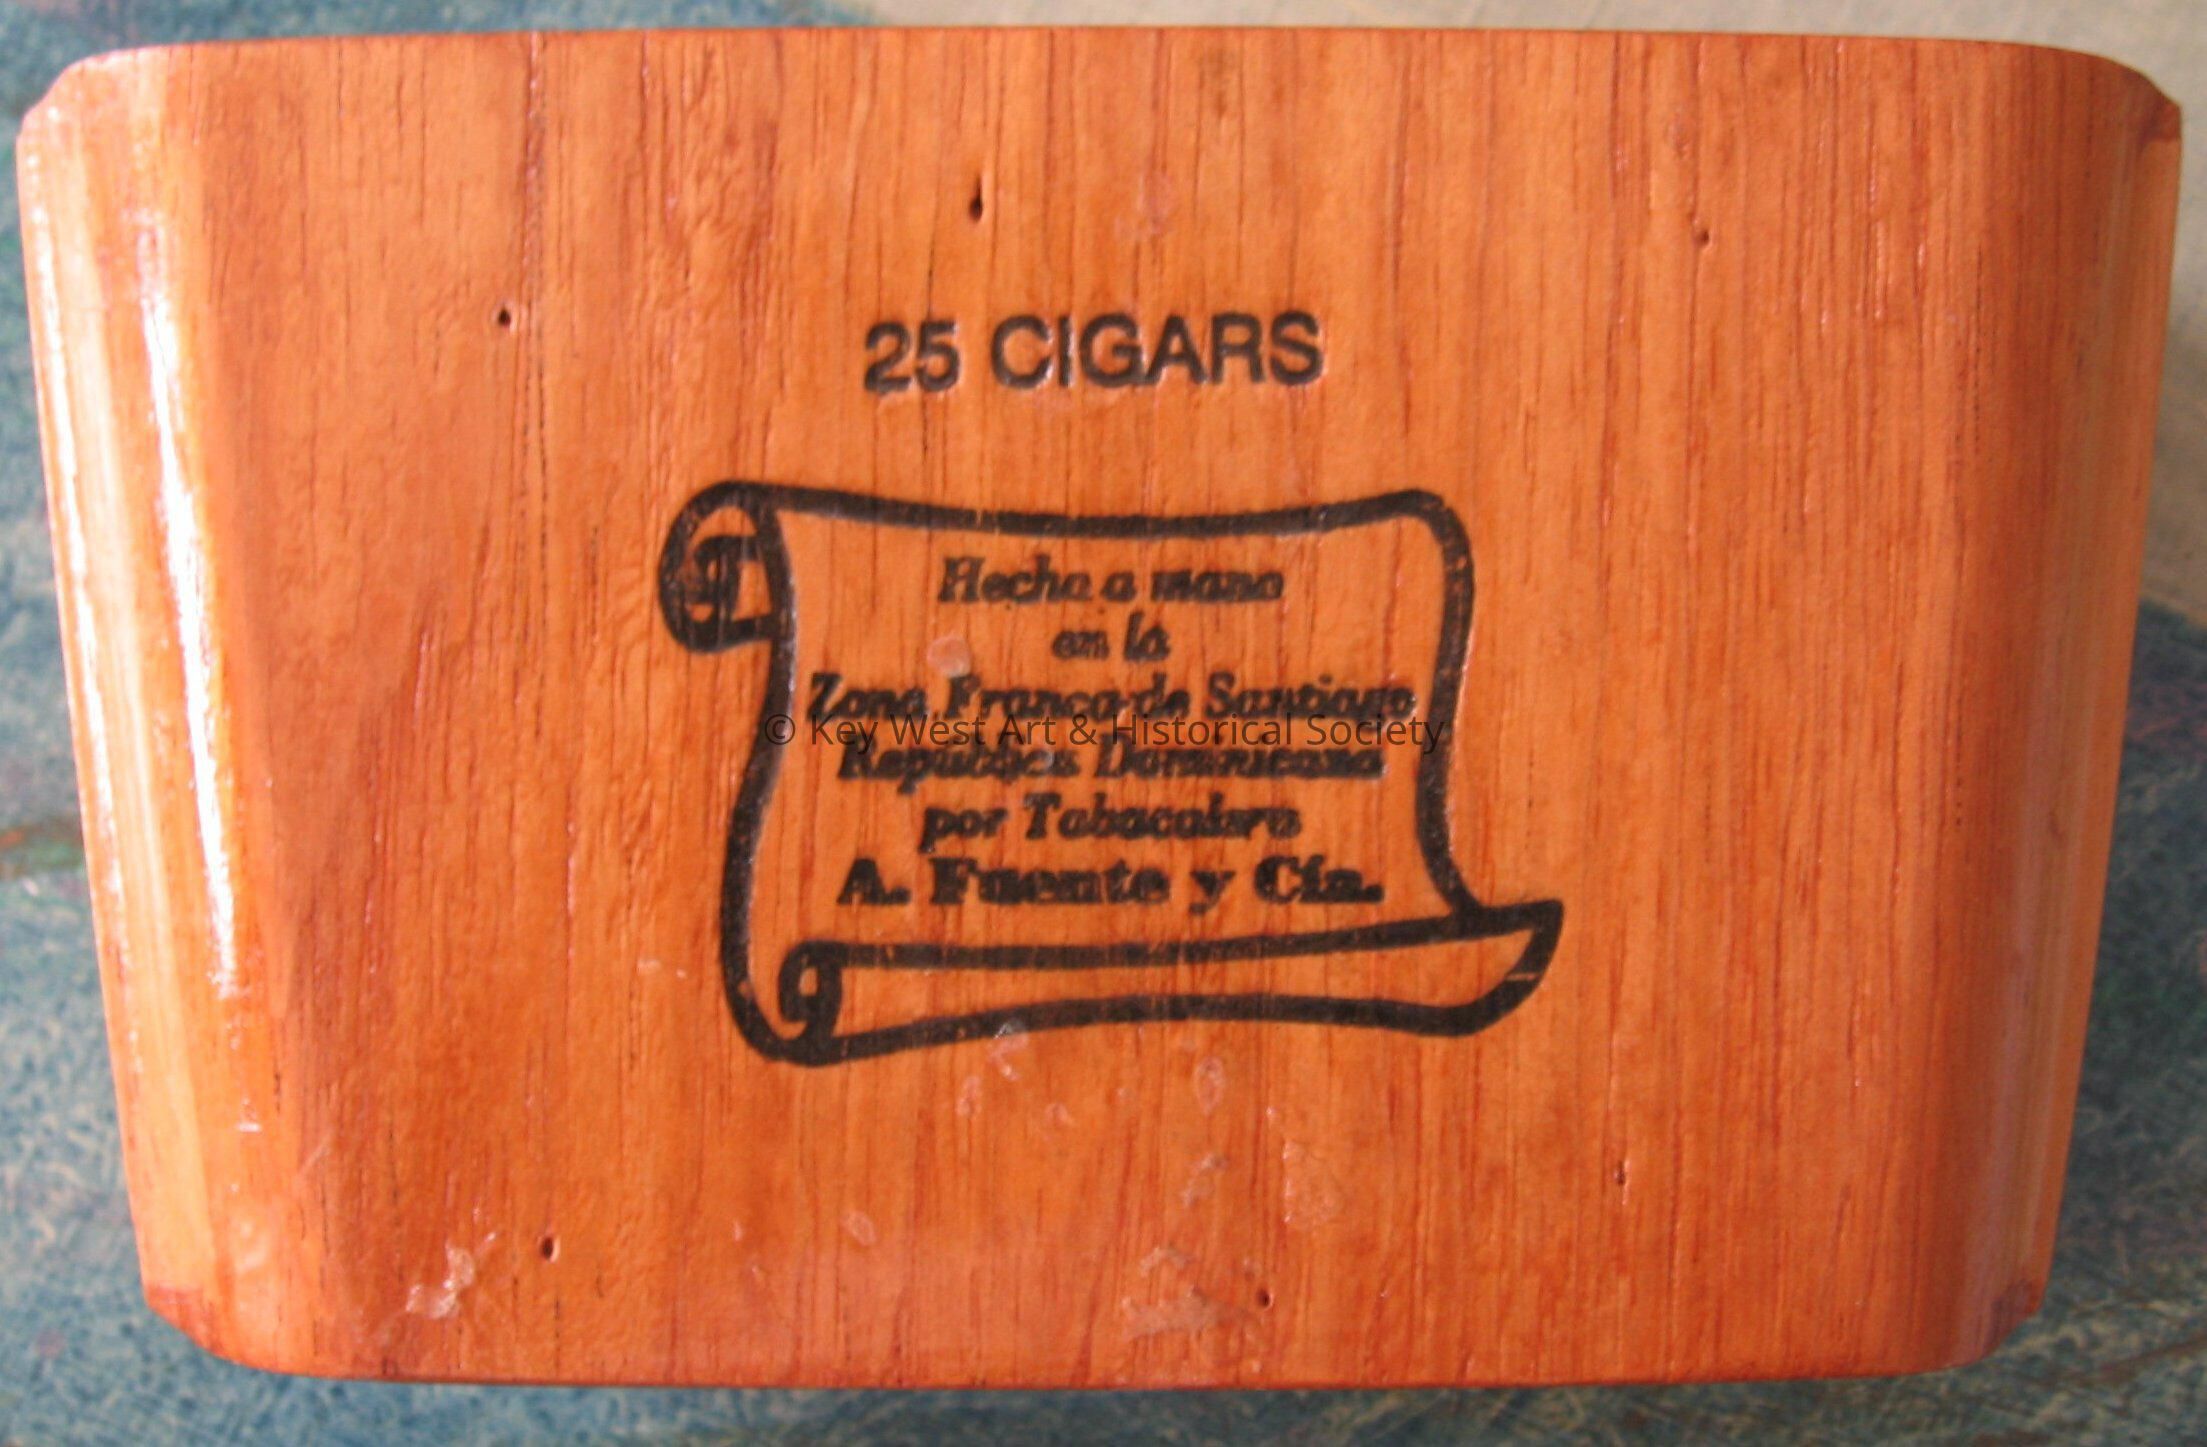 25 CIGARS
Hecho a mano
en la
Zona Franca de Santiago
© Key West Art & Historical Society
Republica Dominicana
por Tabacalera
A. Fuente y Cía.